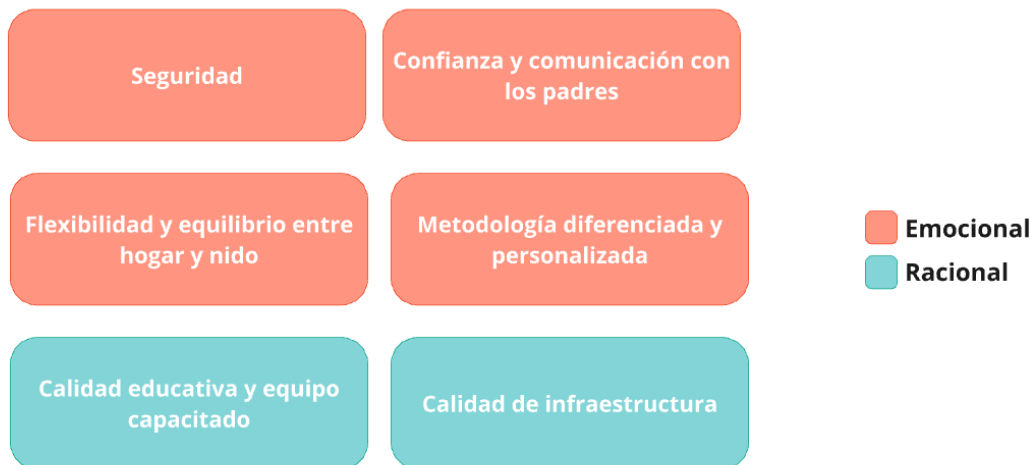 Seguridad
Confianza y comunicación con
los padres
Flexibilidad y equilibrio entre
hogar y nido
Metodología diferenciada y
personalizada
Emocional
Racional
Calidad educativa y equipo
capacitado
Calidad de infraestructura